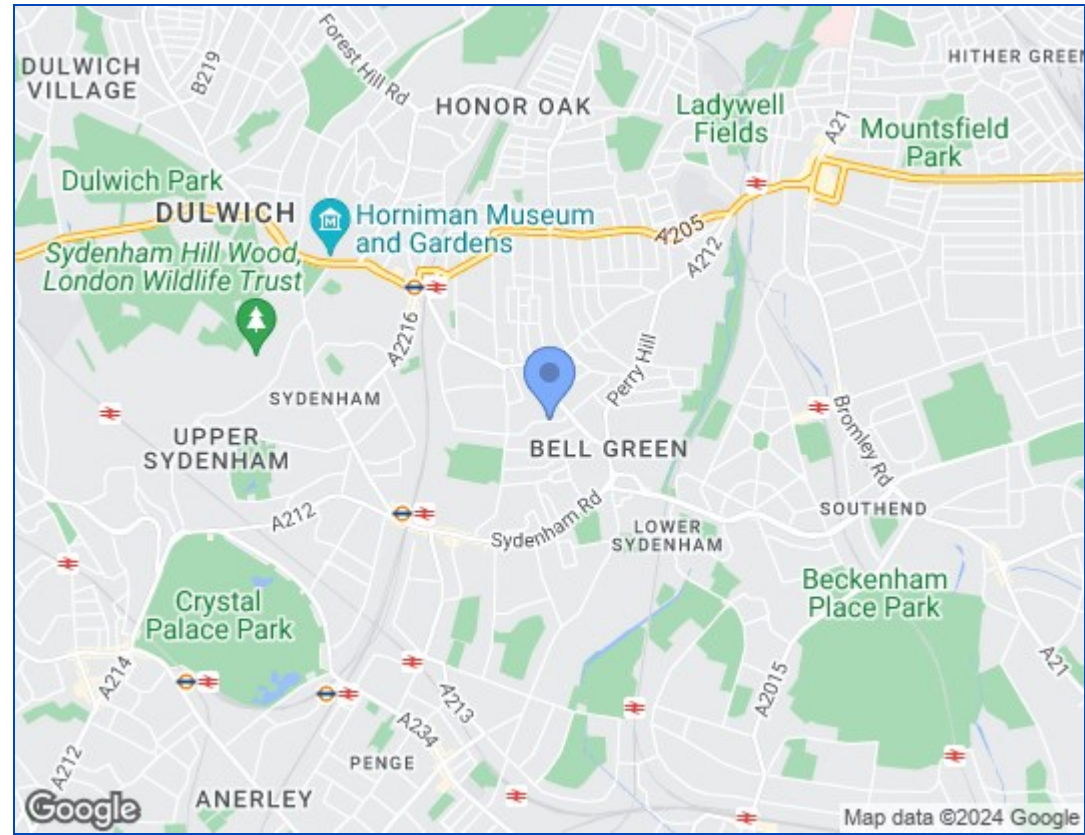 DULWICH
VILLAGE
B219
Forest Hill Rd
HONOR OAK
Ladywell
Fields
A21
HITHER GREEN
Mountsfield
Park
Dulwich Park
DULWICH
Horniman Museum
and Gardens
A205
A212
Sydenham Hill Wood,
London Wildlife Trust
A2216
Perry Hill
SYDENHAM
Bromley Rd
UPPER
SYDENHAM
BELL GREEN
A212
Sydenham Rd
LOWER
SYDENHAM
SOUTHEND
Crystal
Palace Park
Beckenham
Place Park
A214
A213
A2015
A21
A234
A212
PENGE
ANERLEY
Google
Map data ©2024 Google